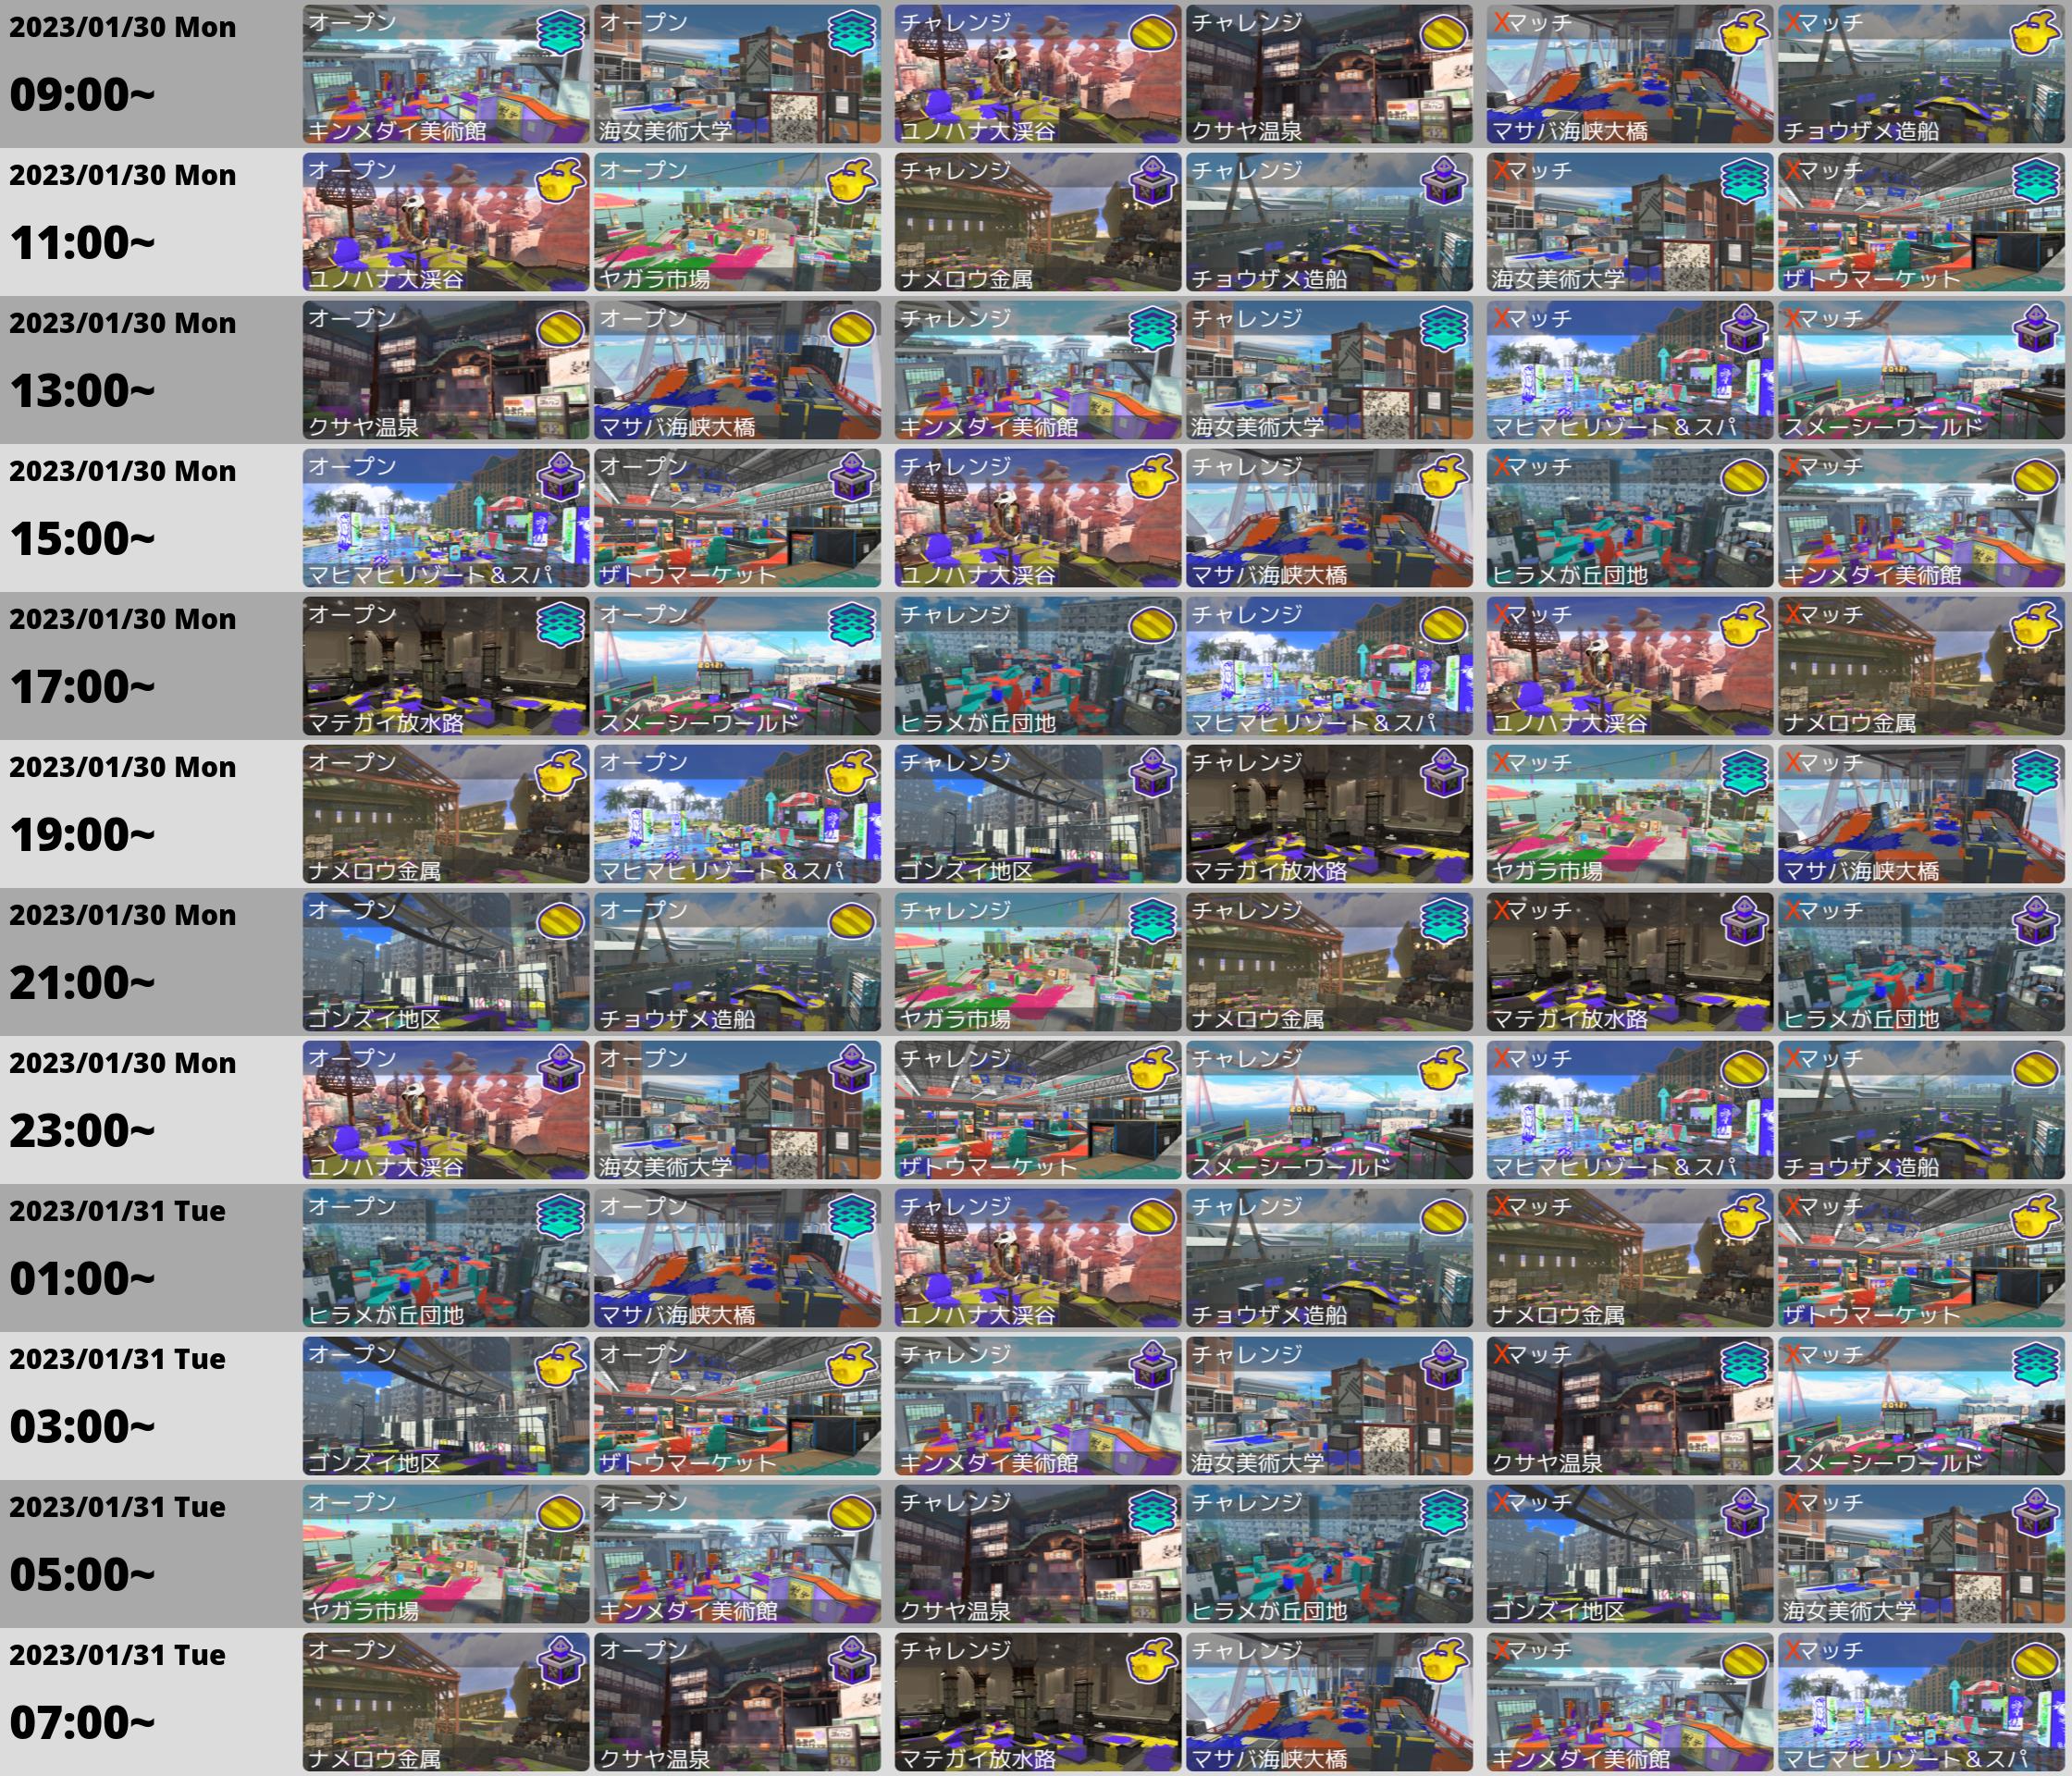 2023/01/30 Mon
09:00~
オープン オープン チャレンジ チャレンジ Xマッチ Xマッチ
キンメダイ美術館 海女美術大学 ユノハナ大渓谷 クサヤ温泉 マサバ海峡大橋 チョウザメ造船
2023/01/30 Mon
11:00~
オープン オープン チャレンジ チャレンジ Xマッチ Xマッチ
ユノハナ大渓谷 ヤガラ市場 ナメロウ金属 チョウザメ造船 海女美術大学 ザトウマーケット
2023/01/30 Mon
13:00~
オープン オープン チャレンジ チャレンジ Xマッチ Xマッチ
クサヤ温泉 マサバ海峡大橋 キンメダイ美術館 海女美術大学 マヒマヒリゾート＆スパ スメーシーワールド
2023/01/30 Mon
15:00~
オープン オープン チャレンジ チャレンジ Xマッチ Xマッチ
マヒマヒリゾート＆スパ ザトウマーケット ユノハナ大渓谷 マサバ海峡大橋 ヒラメが丘団地 キンメダイ美術館
2023/01/30 Mon
17:00~
オープン オープン チャレンジ チャレンジ Xマッチ Xマッチ
マテガイ放水路 スメーシーワールド ヒラメが丘団地 マヒマヒリゾート＆スパ ユノハナ大渓谷 ナメロウ金属
2023/01/30 Mon
19:00~
オープン オープン チャレンジ チャレンジ Xマッチ Xマッチ
ナメロウ金属 マヒマヒリゾート＆スパ ゴンズイ地区 マテガイ放水路 ヤガラ市場 マサバ海峡大橋
2023/01/30 Mon
21:00~
オープン オープン チャレンジ チャレンジ Xマッチ Xマッチ
ゴンズイ地区 チョウザメ造船 ヤガラ市場 ナメロウ金属 マテガイ放水路 ヒラメが丘団地
2023/01/30 Mon
23:00~
オープン オープン チャレンジ チャレンジ Xマッチ Xマッチ
ユノハナ大渓谷 海女美術大学 ザトウマーケット スメーシーワールド マヒマヒリゾート＆スパ チョウザメ造船
2023/01/31 Tue
01:00~
オープン オープン チャレンジ チャレンジ Xマッチ Xマッチ
ヒラメが丘団地 マサバ海峡大橋 ユノハナ大渓谷 チョウザメ造船 ナメロウ金属 ザトウマーケット
2023/01/31 Tue
03:00~
オープン オープン チャレンジ チャレンジ Xマッチ Xマッチ
ゴンズイ地区 ザトウマーケット キンメダイ美術館 海女美術大学 クサヤ温泉 スメーシーワールド
2023/01/31 Tue
05:00~
オープン オープン チャレンジ チャレンジ Xマッチ Xマッチ
ヤガラ市場 キンメダイ美術館 クサヤ温泉 ヒラメが丘団地 ゴンズイ地区 海女美術大学
2023/01/31 Tue
07:00~
オープン オープン チャレンジ チャレンジ Xマッチ Xマッチ
ナメロウ金属 クサヤ温泉 マテガイ放水路 マサバ海峡大橋 キンメダイ美術館 マヒマヒリゾート＆スパ